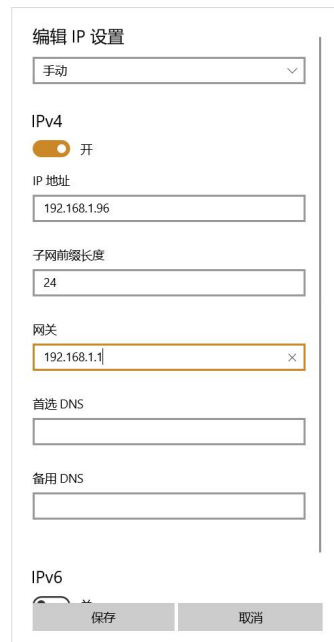 编辑 IP 设置
手动
IPv4
开
IP 地址
192.168.1.96
子网前缀长度
24
网关
192.168.1.1
首选 DNS
备用 DNS
IPv6
保存
取消